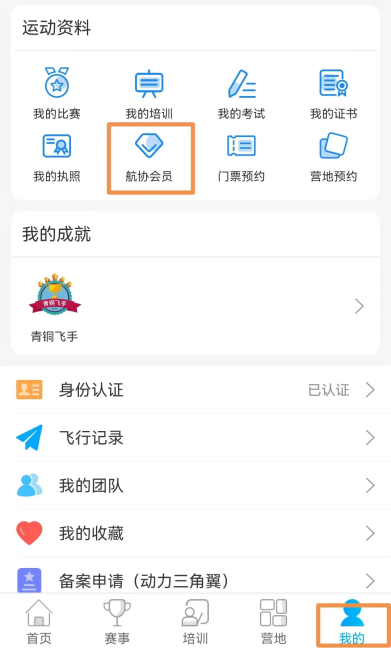 运动资料
我的比赛 我的培训 我的考试 我的证书
我的执照 航协会员 门票预约 营地预约
我的成就
青铜飞手
青铜飞手
身份认证 已认证
飞行记录
我的团队
我的收藏
备案申请（动力三角翼）
首页 赛事 培训 营地 我的